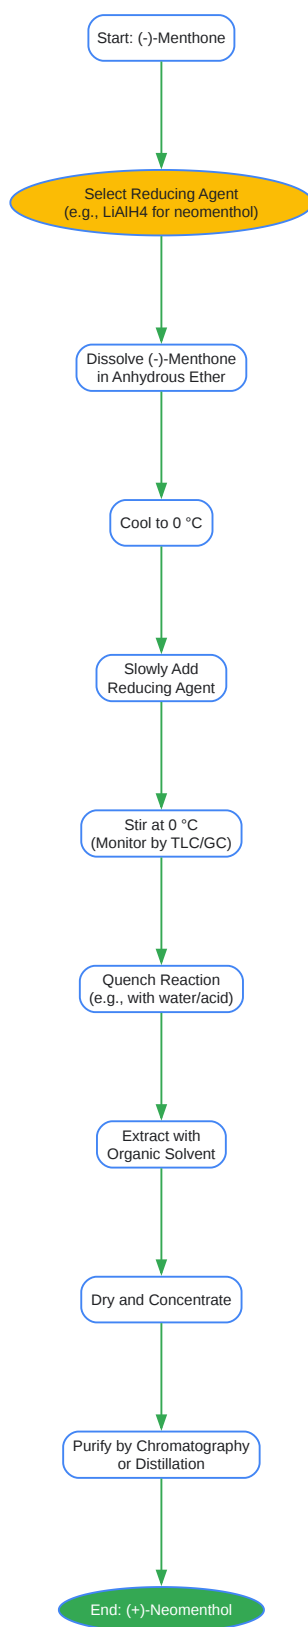 Start: (-)-Menthone
Select Reducing Agent
(e.g., LiAlH4 for neomenthol)
Dissolve (-)-Menthone
in Anhydrous Ether
Cool to 0 °C
Slowly Add
Reducing Agent
Stir at 0 °C
(Monitor by TLC/GC)
Quench Reaction
(e.g., with water/acid)
Extract with
Organic Solvent
Dry and Concentrate
Purify by Chromatography
or Distillation
End: (+)-Neomenthol